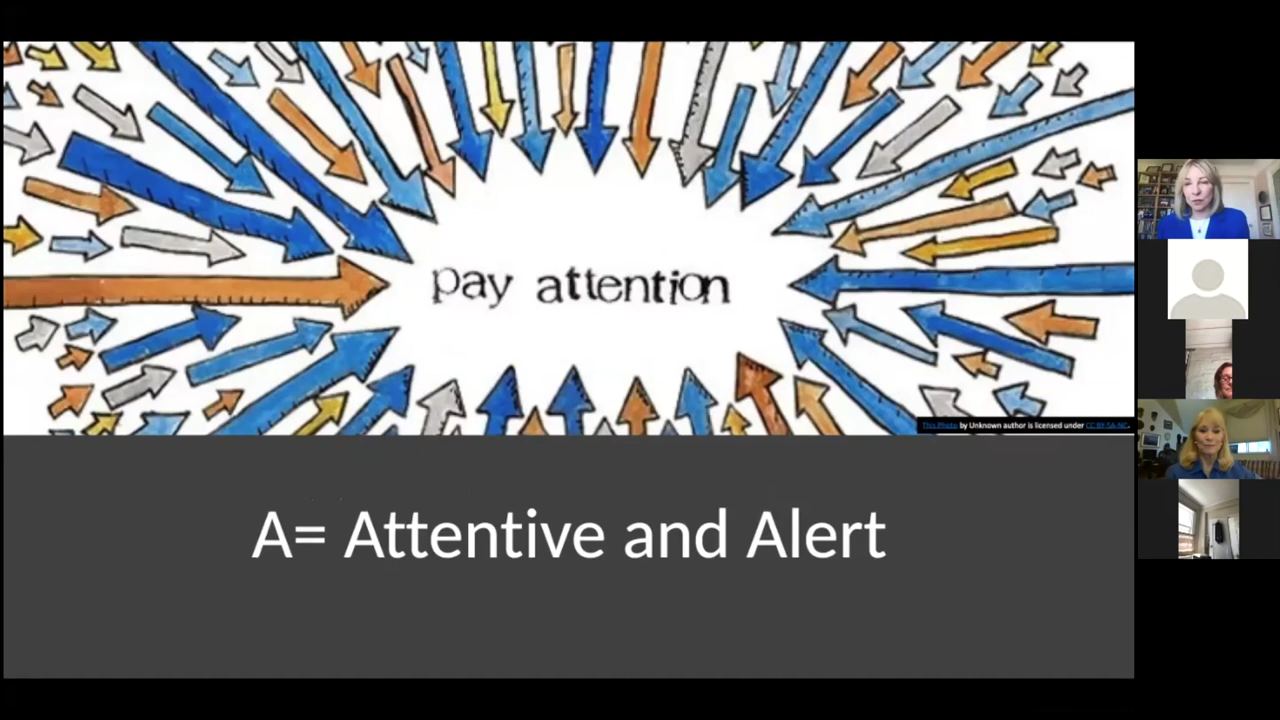 pay attention
This Photo by Unknown author is licensed under CC BY-SA-NC.
A= Attentive and Alert